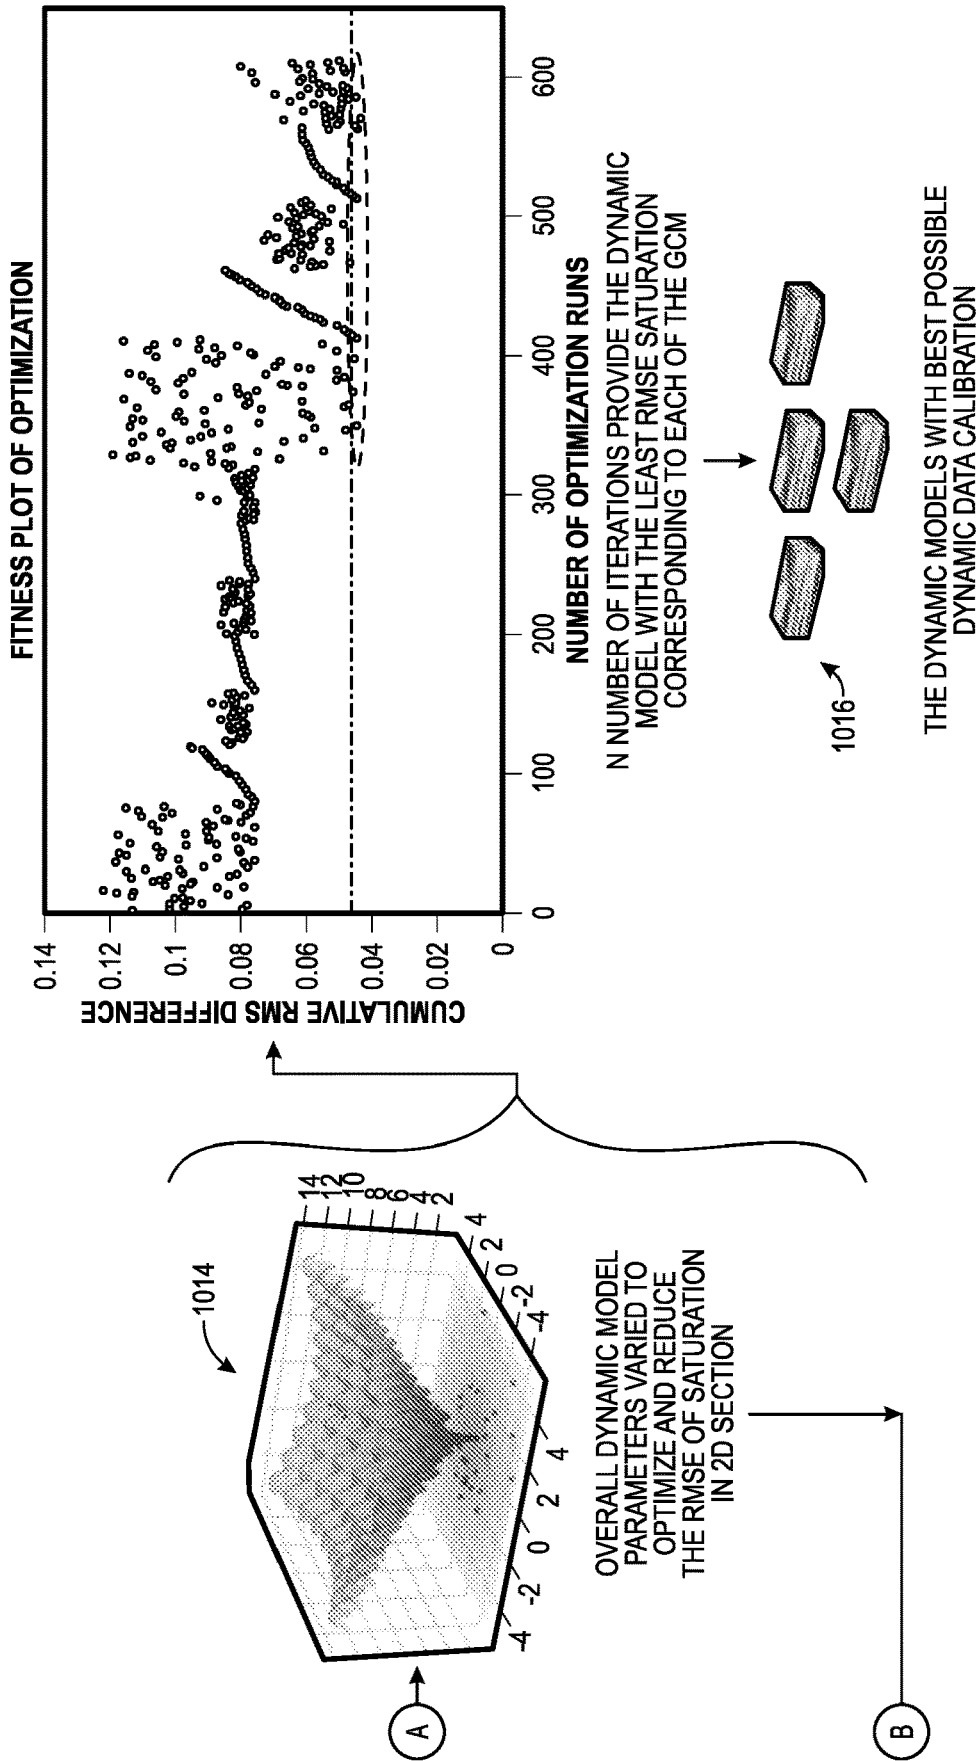 A
1014
14
12
10
8
6
4
2
4
2
0
-2
-4
-4
-2
0
2
4
OVERALL DYNAMIC MODEL
PARAMETERS VARIED TO
OPTIMIZE AND REDUCE
THE RMSE OF SATURATION
IN 2D SECTION
B
FITNESS PLOT OF OPTIMIZATION
CUMULATIVE RMS DIFFERENCE
0.14
0.12
0.1
0.08
0.06
0.04
0.02
0
0
100
200
300
400
500
600
NUMBER OF OPTIMIZATION RUNS
N NUMBER OF ITERATIONS PROVIDE THE DYNAMIC
MODEL WITH THE LEAST RMSE SATURATION
CORRESPONDING TO EACH OF THE GCM
1016
THE DYNAMIC MODELS WITH BEST POSSIBLE
DYNAMIC DATA CALIBRATION